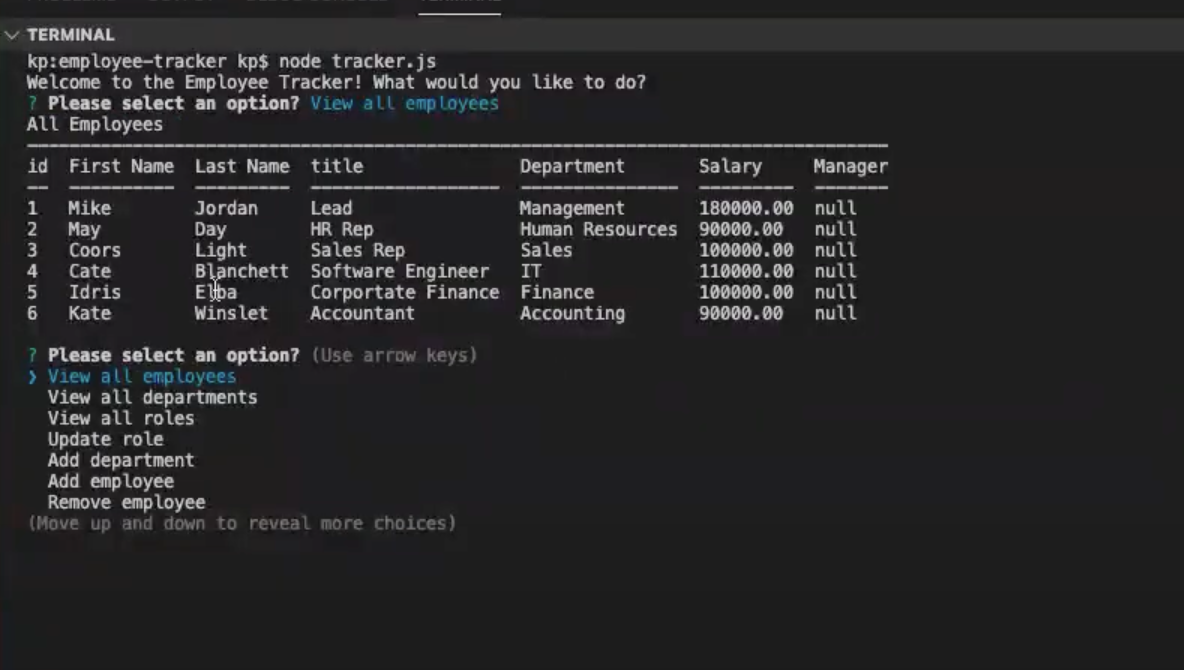 TERMINAL
kp:employee-tracker kp$ node tracker.js
Welcome to the Employee Tracker! What would you like to do?
? Please select an option? View all employees
All Employees
id First Name Last Name title Department Salary Manager
1 Mike Jordan Lead Management 180000.00 null
2 May Day HR Rep Human Resources 90000.00 null
3 Coors Light Sales Rep Sales 100000.00 null
4 Cate Blanchett Software Engineer IT 110000.00 null
5 Idris Elba Corportate Finance Finance 100000.00 null
6 Kate Winslet Accountant Accounting 90000.00 null
? Please select an option? (Use arrow keys)
❯ View all employees
View all departments
View all roles
Update role
Add department
Add employee
Remove employee
(Move up and down to reveal more choices)